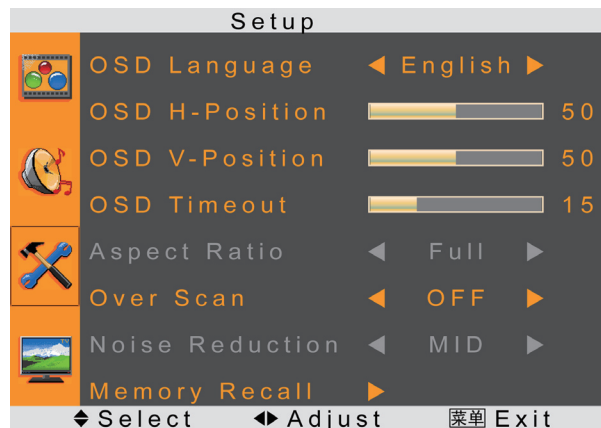 Setup
OSD Language English
OSD H-Position 50
OSD V-Position 50
OSD Timeout 15
Aspect Ratio Full
Over Scan OFF
Noise Reduction MID
Memory Recall
Select Adjust 菜单 Exit